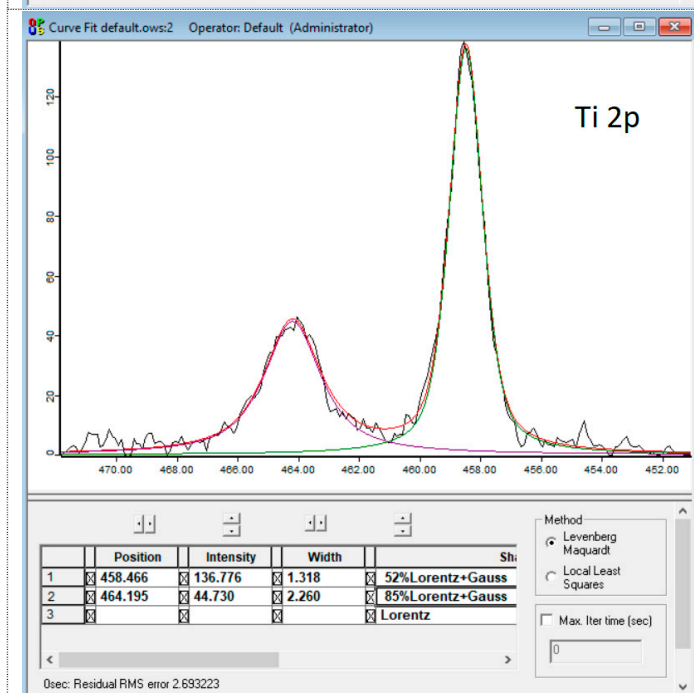 Curve Fit default.ows:2 Operator: Default (Administrator)
Ti 2p
120
100
80
60
40
20
0
470.00 468.00 466.00 464.00 462.00 460.00 458.00 456.00 454.00 452.00
Position Intensity Width Sha
1 458.466 136.776 1.318 52%Lorentz+Gauss
2 464.195 44.730 2.260 85%Lorentz+Gauss
3 Lorentz
Method
Levenberg
Maquardt
Local Least
Squares
Max. Iter time (sec)
0
0sec: Residual RMS error 2.693223